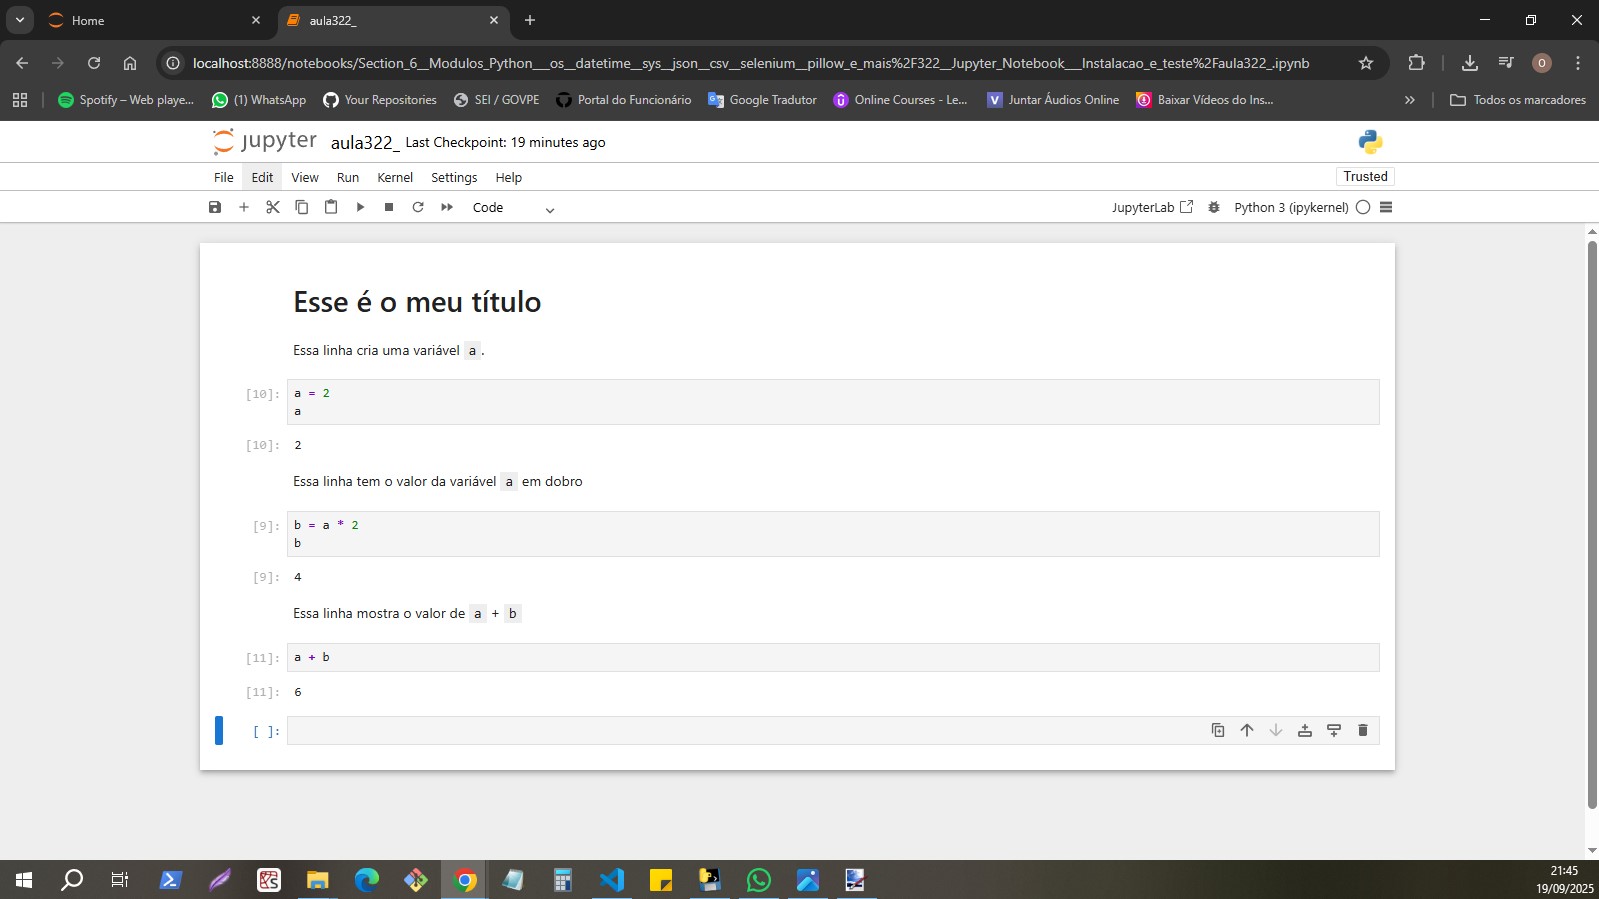 Home
aula322_
localhost:8888/notebooks/Section_6__Modulos_Python___os__datetime__sys__json__csv__selenium__pillow_e_mais%2F322__Jupyter_Notebook___Instalacao_e_teste%2Faula322_.ipynb
O
Spotify – Web playe... (1) WhatsApp Your Repositories SEI / GOVPE Portal do Funcionário Google Tradutor Online Courses - Le... Juntar Áudios Online Baixar Vídeos do Ins... » Todos os marcadores
jupyter aula322_ Last Checkpoint: 19 minutes ago
File Edit View Run Kernel Settings Help Trusted
Code JupyterLab Python 3 (ipykernel)
Esse é o meu título
Essa linha cria uma variável a.
[10]: a = 2
a
[10]: 2
Essa linha tem o valor da variável a em dobro
[9]: b = a * 2
b
[9]: 4
Essa linha mostra o valor de a + b
[11]: a + b
[11]: 6
[ ]:
21:45
19/09/2025